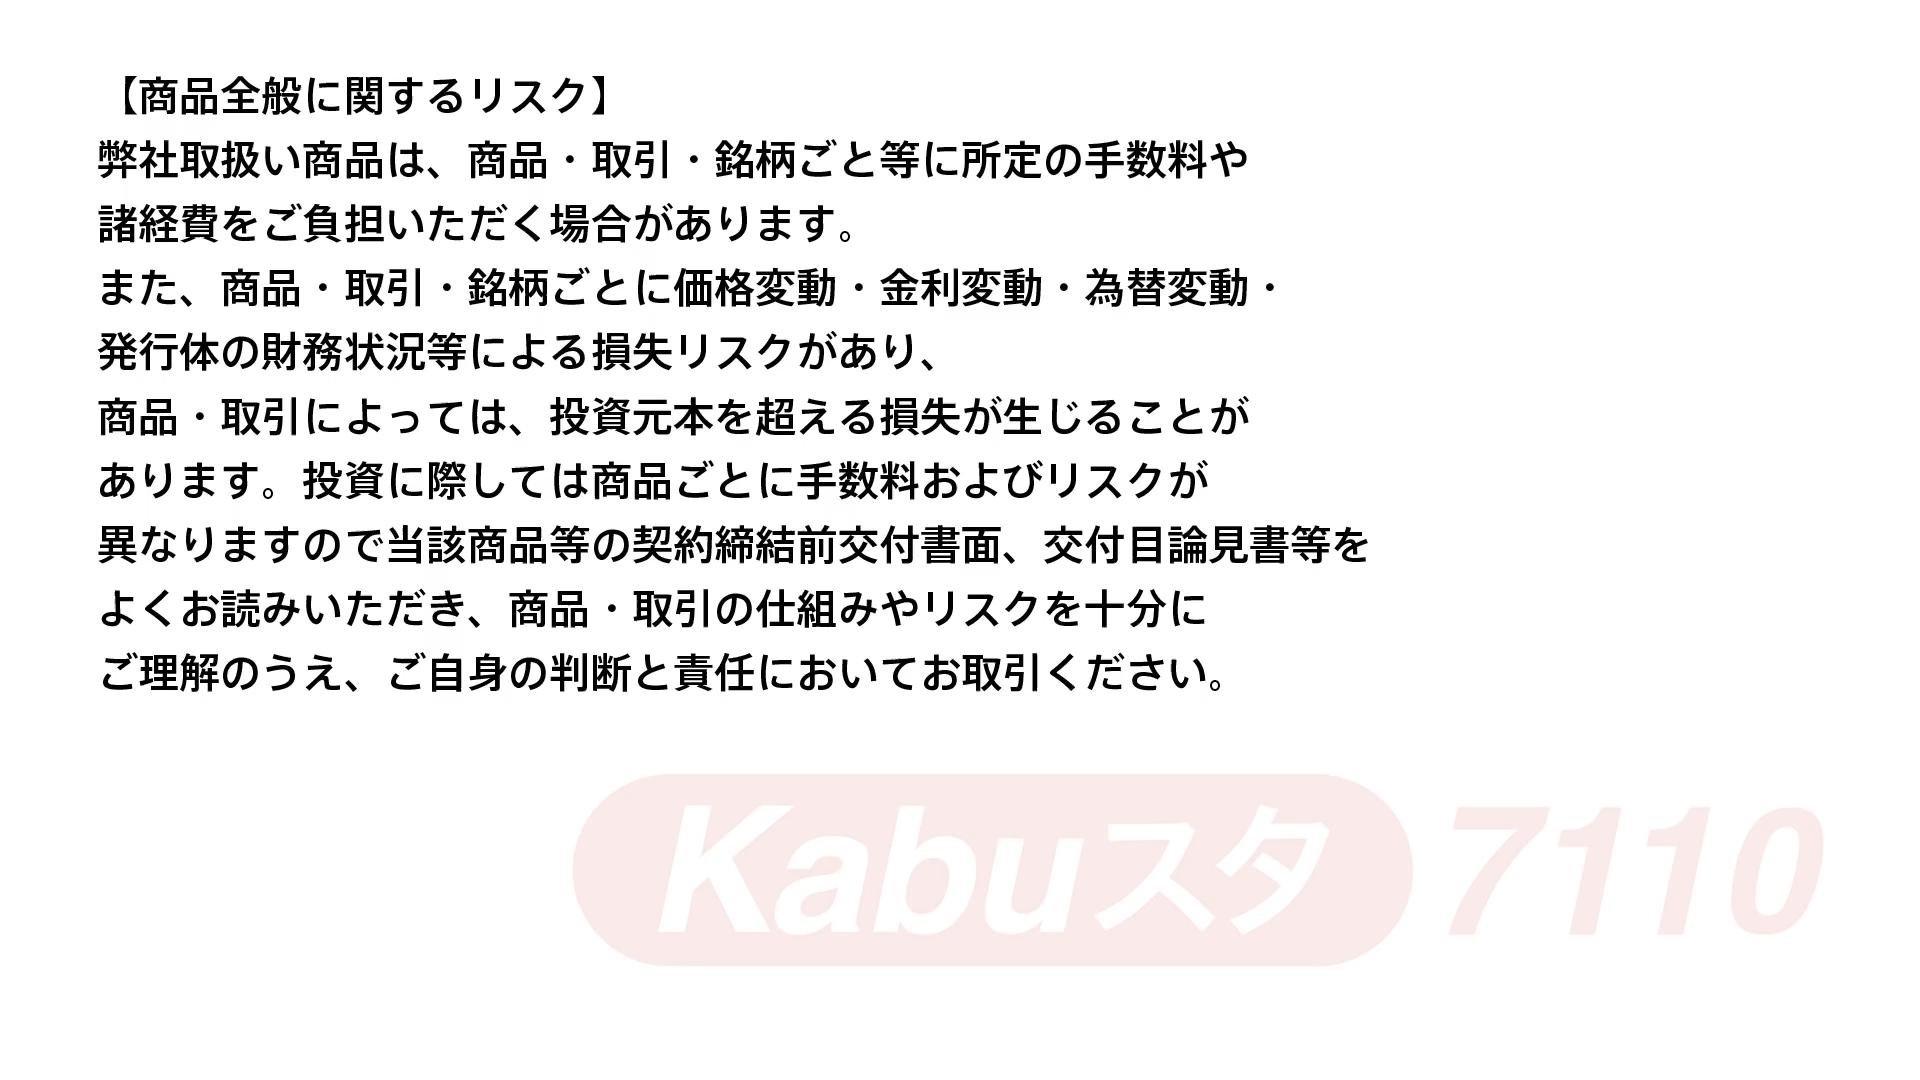 【商品全般に関するリスク】
弊社取扱い商品は、商品・取引・銘柄ごと等に所定の手数料や
諸経費をご負担いただく場合があります。
また、商品・取引・銘柄ごとに価格変動・金利変動・為替変動・
発行体の財務状況等による損失リスクがあり、
商品・取引によっては、投資元本を超える損失が生じることが
あります。投資に際しては商品ごとに手数料およびリスクが
異なりますので当該商品等の契約締結前交付書面、交付目論見書等を
よくお読みいただき、商品・取引の仕組みやリスクを十分に
ご理解のうえ、ご自身の判断と責任においてお取引ください。
Kabuスタ 7110